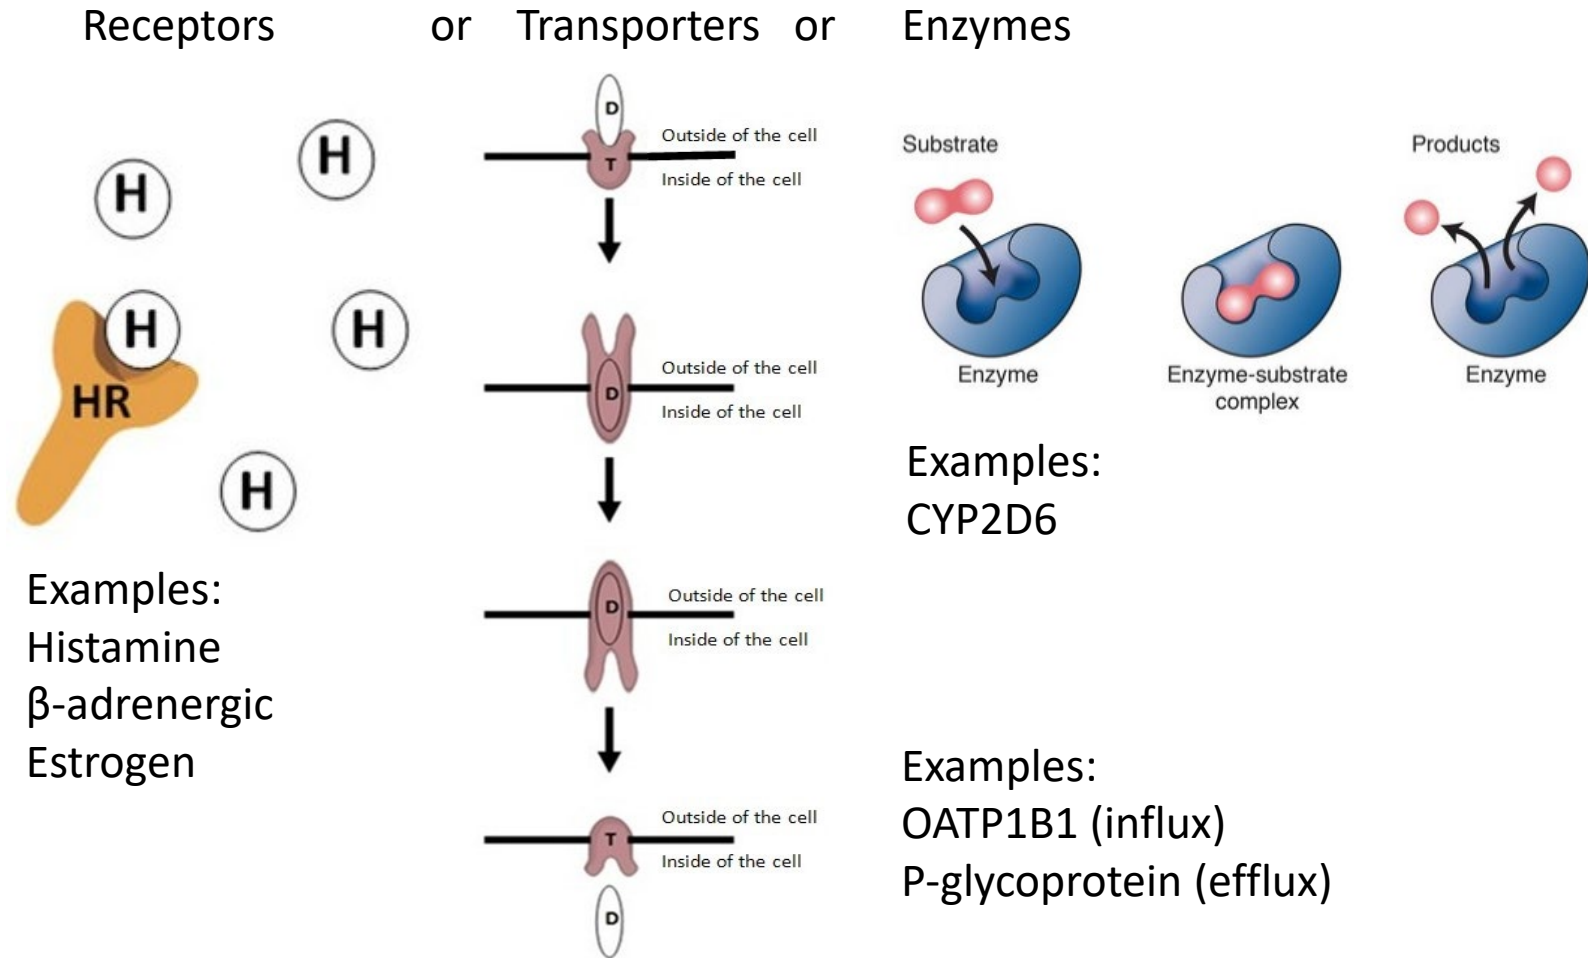 Receptors or Transporters or Enzymes
H
H
H
H
HR
H
Examples:
Histamine
β-adrenergic
Estrogen
D
T
Outside of the cell
Inside of the cell
D
Outside of the cell
Inside of the cell
D
Outside of the cell
Inside of the cell
T
Outside of the cell
Inside of the cell
D
Substrate
Products
Enzyme
Enzyme-substrate
complex
Enzyme
Examples:
CYP2D6
Examples:
OATP1B1 (influx)
P-glycoprotein (efflux)